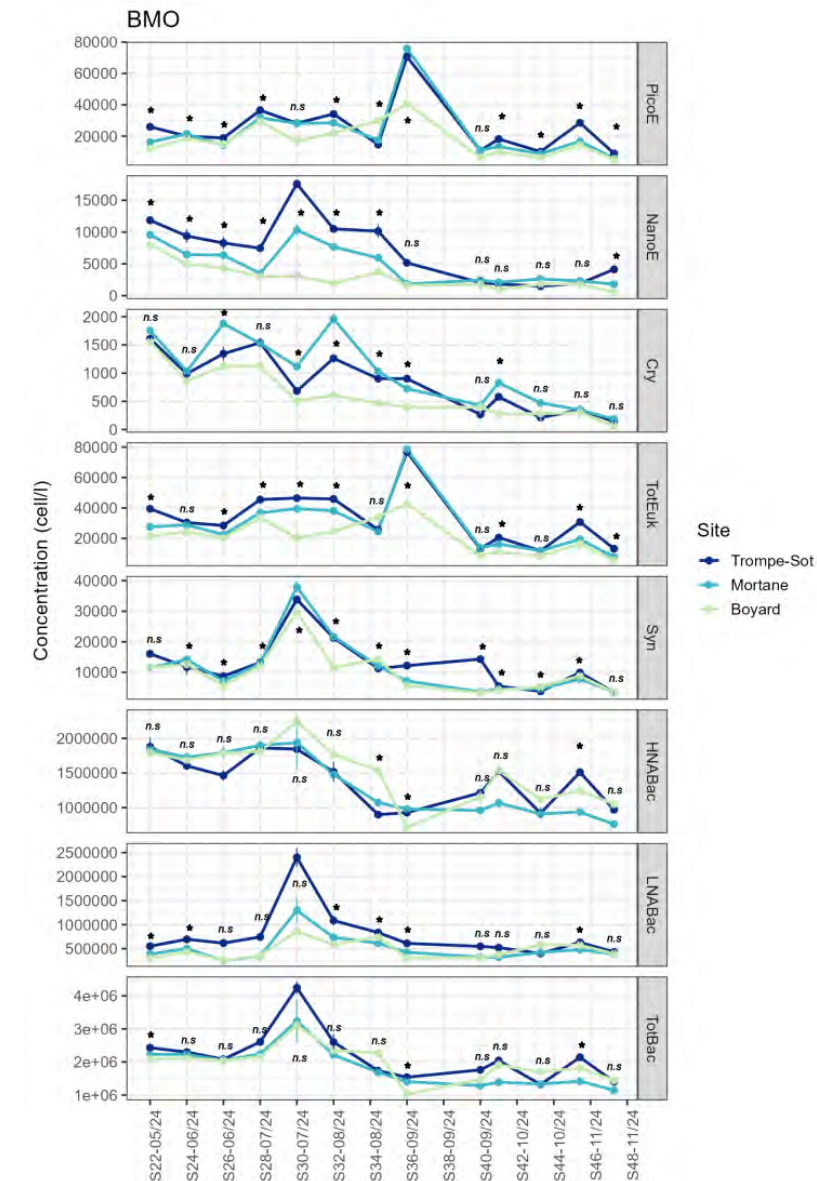 BMO
Concentration (cell/l)
80000
60000
40000
20000
* * * * n.s * * * n.s * * * *
PicoE
15000
10000
5000
0
* * * * * * * n.s n.s n.s n.s n.s *
NanoE
2000
1500
1000
500
0
n.s n.s * n.s * * * * n.s * n.s n.s n.s
Cry
80000
60000
40000
20000
* n.s * * * * n.s * n.s * n.s * *
TotEuk
40000
30000
20000
10000
n.s * * * * * * * * * * * n.s
Syn
2000000
1500000
1000000
n.s n.s n.s n.s n.s n.s * * n.s n.s n.s * n.s
HNABac
2500000
2000000
1500000
1000000
500000
* * n.s n.s n.s * * * n.s n.s n.s * n.s
LNABac
4e+06
3e+06
2e+06
1e+06
* n.s n.s n.s n.s n.s n.s * n.s n.s n.s * n.s
TotBac
S22-05/24
S24-06/24
S26-06/24
S28-07/24
S30-07/24
S32-08/24
S34-08/24
S36-09/24
S38-09/24
S40-09/24
S42-10/24
S44-10/24
S46-11/24
S48-11/24
Site
Trompe-Sot
Mortane
Boyard